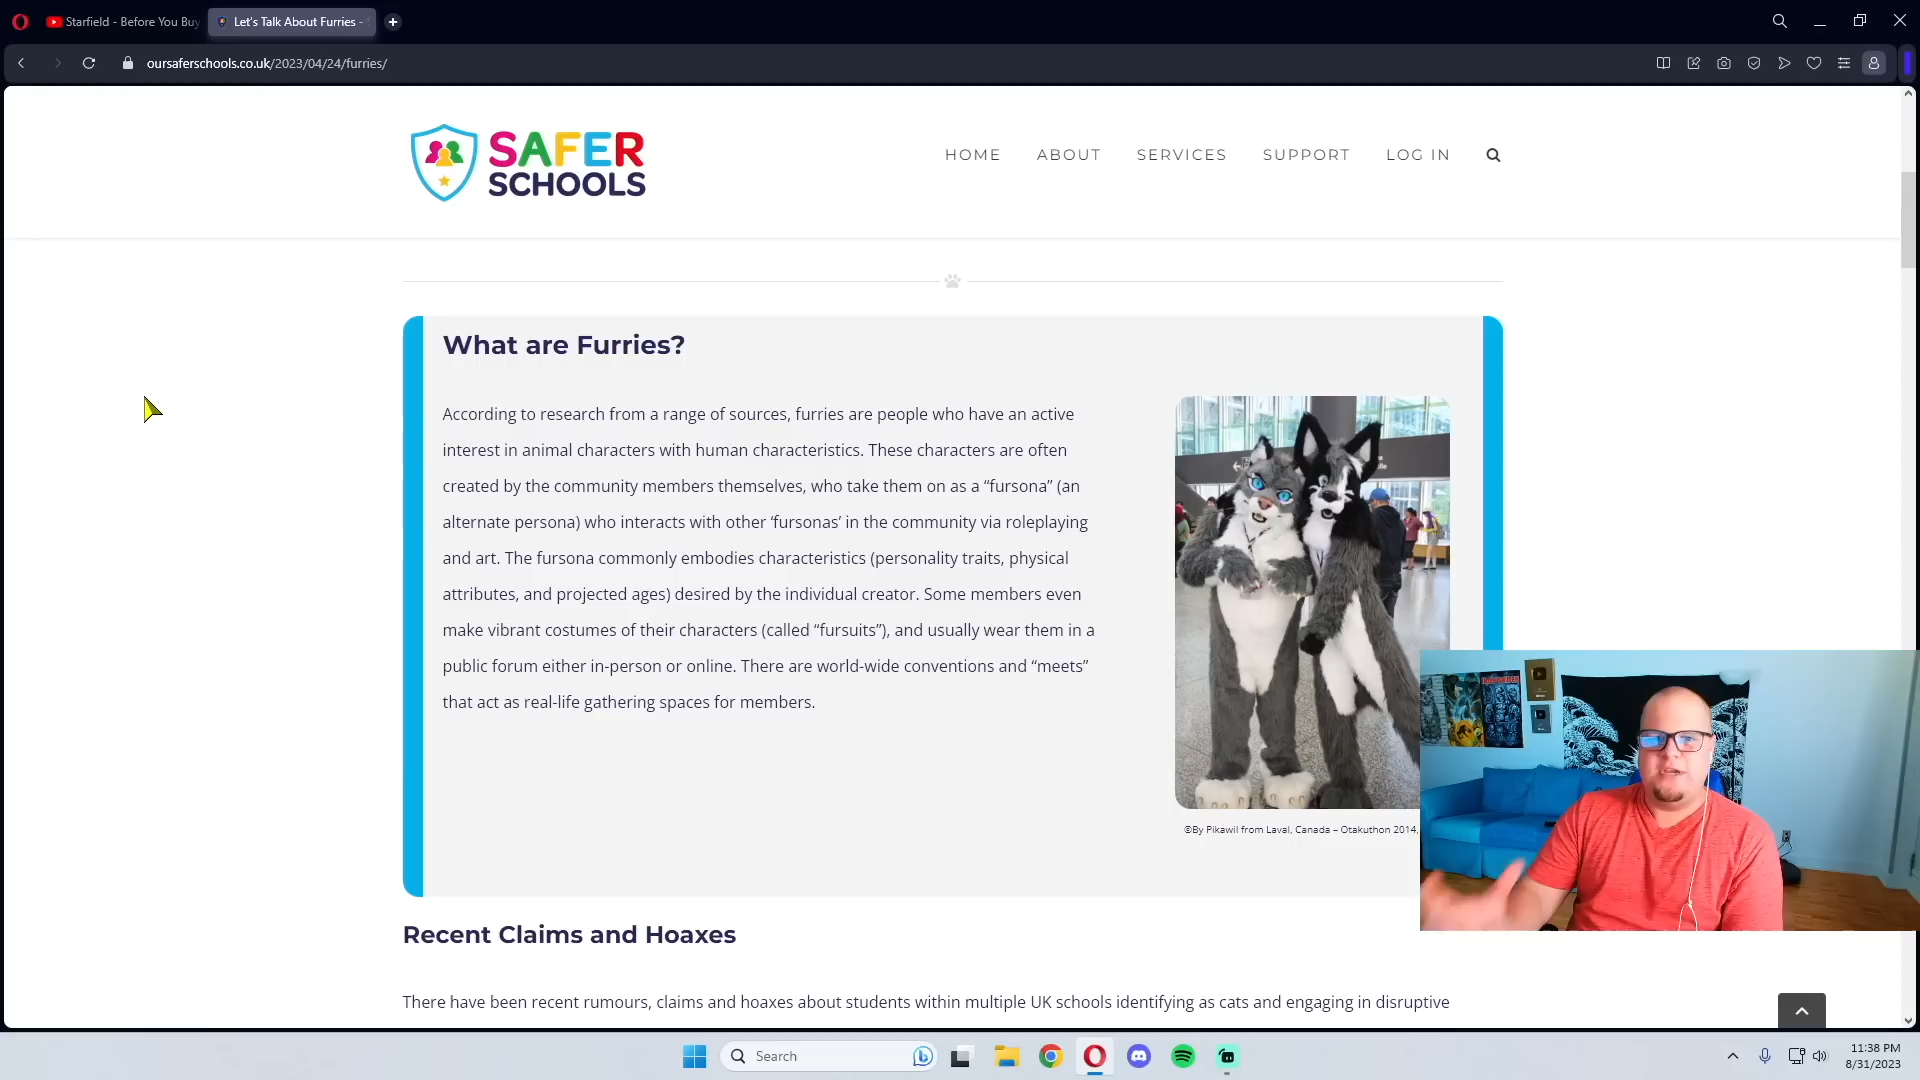 Starfield - Before You Buy
Let's Talk About Furries -
oursaferschools.co.uk/2023/04/24/furries/
SAFER
SCHOOLS
HOME ABOUT SERVICES SUPPORT LOG IN
What are Furries?
According to research from a range of sources, furries are people who have an active
interest in animal characters with human characteristics. These characters are often
created by the community members themselves, who take them on as a “fursona” (an
alternate persona) who interacts with other ‘fursonas’ in the community via roleplaying
and art. The fursona commonly embodies characteristics (personality traits, physical
attributes, and projected ages) desired by the individual creator. Some members even
make vibrant costumes of their characters (called “fursuits”), and usually wear them in a
public forum either in-person or online. There are world-wide conventions and “meets”
that act as real-life gathering spaces for members.
©By Pikawil from Laval, Canada – Otakuthon 2014,
Recent Claims and Hoaxes
There have been recent rumours, claims and hoaxes about students within multiple UK schools identifying as cats and engaging in disruptive
Search
11:38 PM
8/31/2023